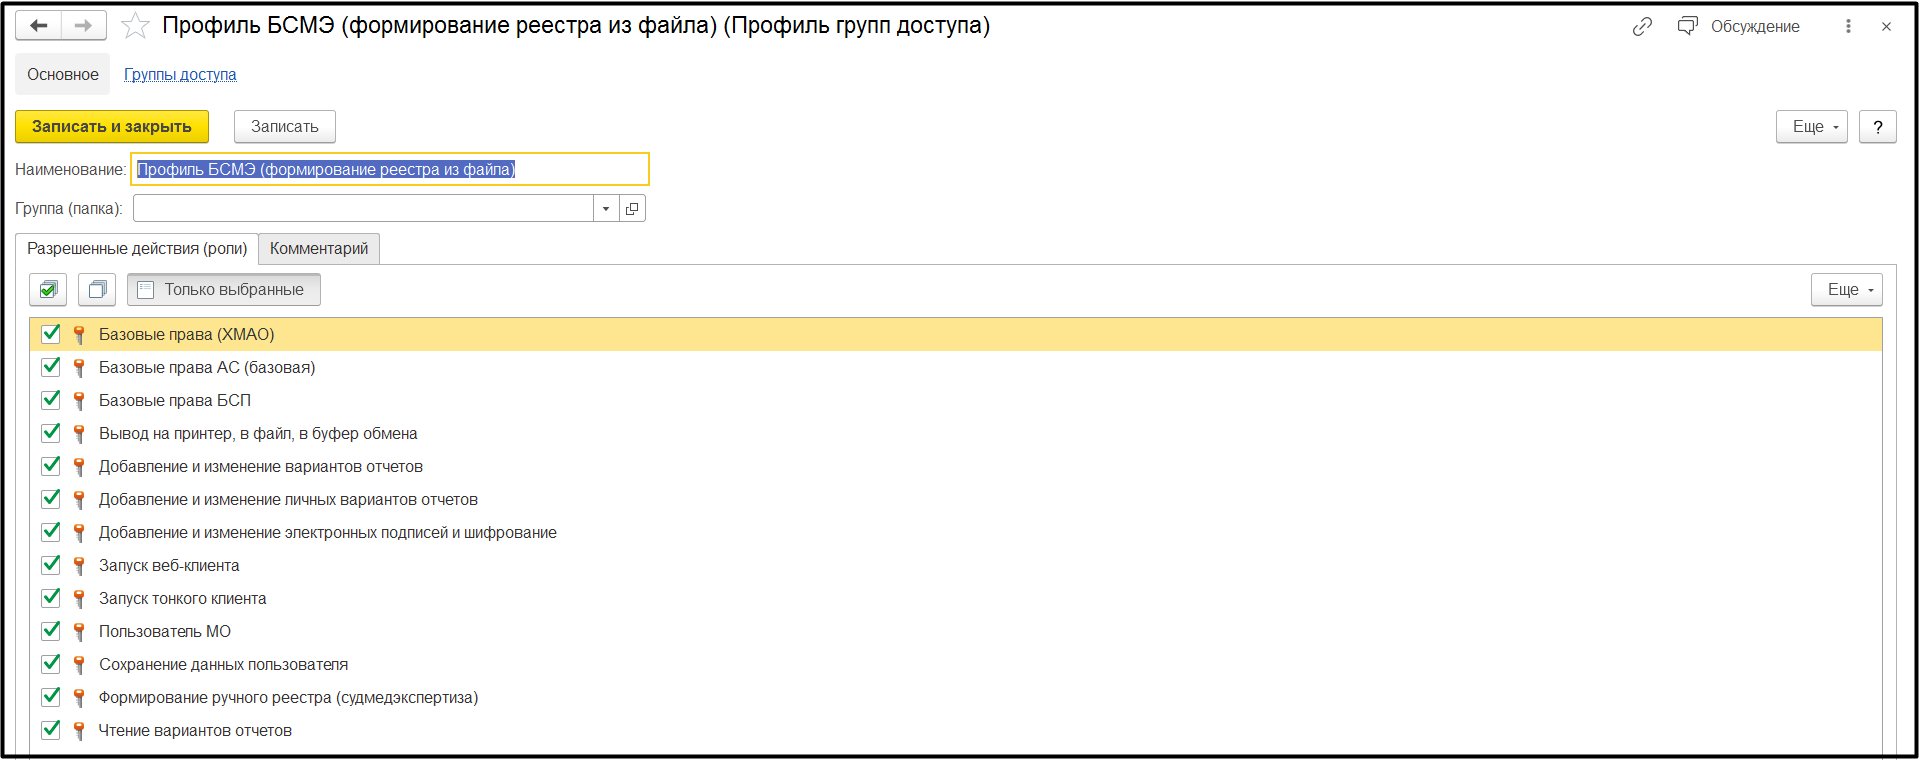 Профиль БСМЭ (формирование реестра из файла) (Профиль групп доступа)
Обсуждение
Основное
Группы доступа
Записать и закрыть
Записать
Еще
?
Наименование: Профиль БСМЭ (формирование реестра из файла)
Группа (папка):
Разрешенные действия (роли)
Комментарий
Только выбранные
Еще
Базовые права (ХМАО)
Базовые права АС (базовая)
Базовые права БСП
Вывод на принтер, в файл, в буфер обмена
Добавление и изменение вариантов отчетов
Добавление и изменение личных вариантов отчетов
Добавление и изменение электронных подписей и шифрование
Запуск веб-клиента
Запуск тонкого клиента
Пользователь МО
Сохранение данных пользователя
Формирование ручного реестра (судмедэкспертиза)
Чтение вариантов отчетов